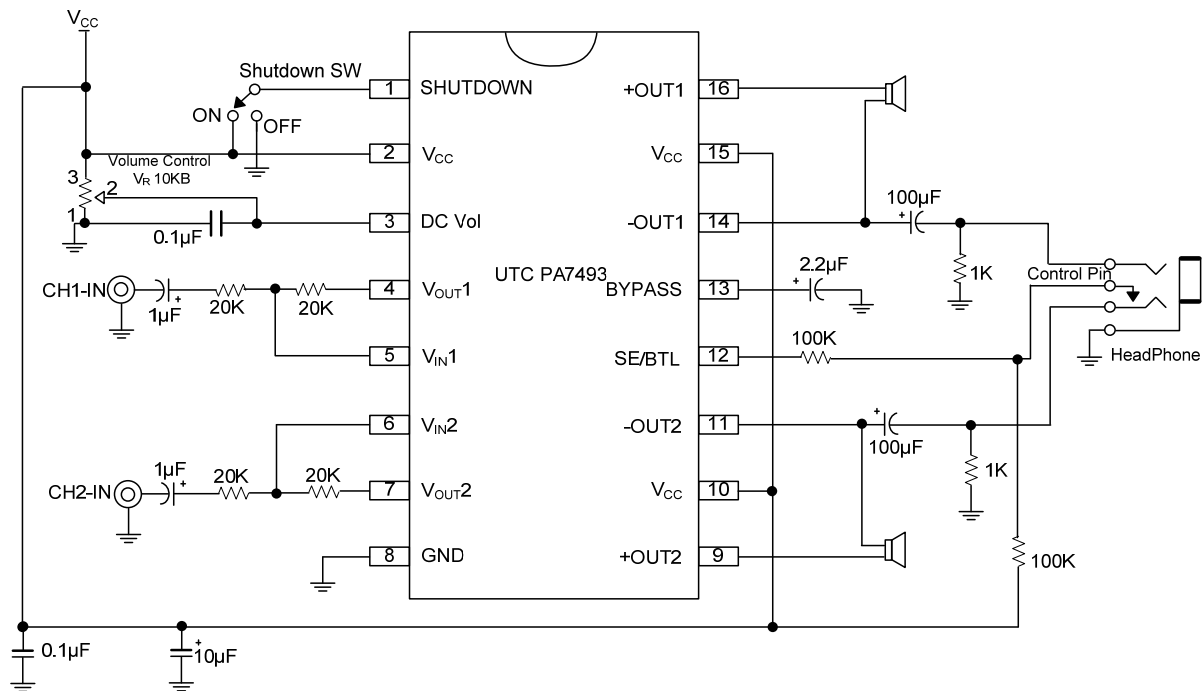 VCC
Shutdown SW
ON
OFF
Volume Control
VR 10KB
3
2
1
0.1µF
CH1-IN
1µF
+
20K
20K
CH2-IN
1µF
+
20K
20K
1 SHUTDOWN
2 VCC
3 DC Vol
4 VOUT1
5 VIN1
6 VIN2
7 VOUT2
8 GND
UTC PA7493
+OUT1 16
VCC 15
-OUT1 14
BYPASS 13
SE/BTL 12
-OUT2 11
VCC 10
+OUT2 9
100µF
+
1K
2.2µF
+
Control Pin
HeadPhone
100K
+
100µF
1K
100K
0.1µF
+
10µF